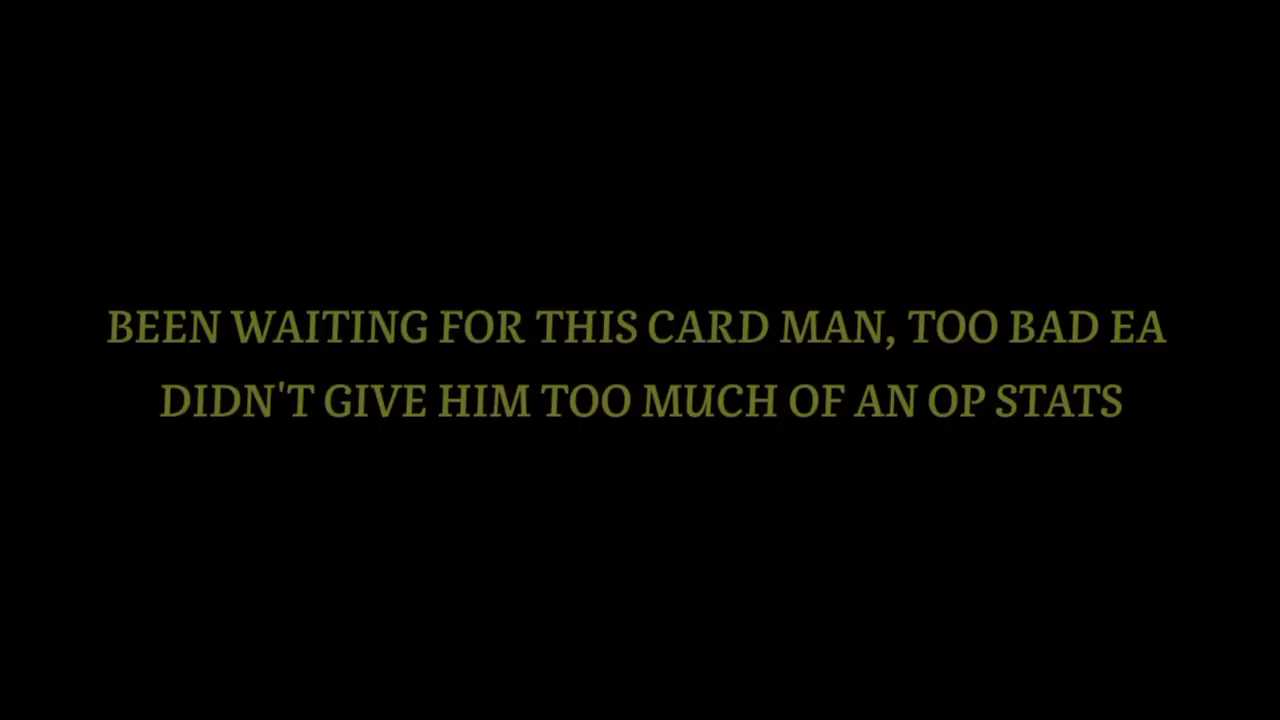 BEEN WAITING FOR THIS CARD MAN, TOO BAD EA
DIDN'T GIVE HIM TOO MUCH OF AN OP STATS